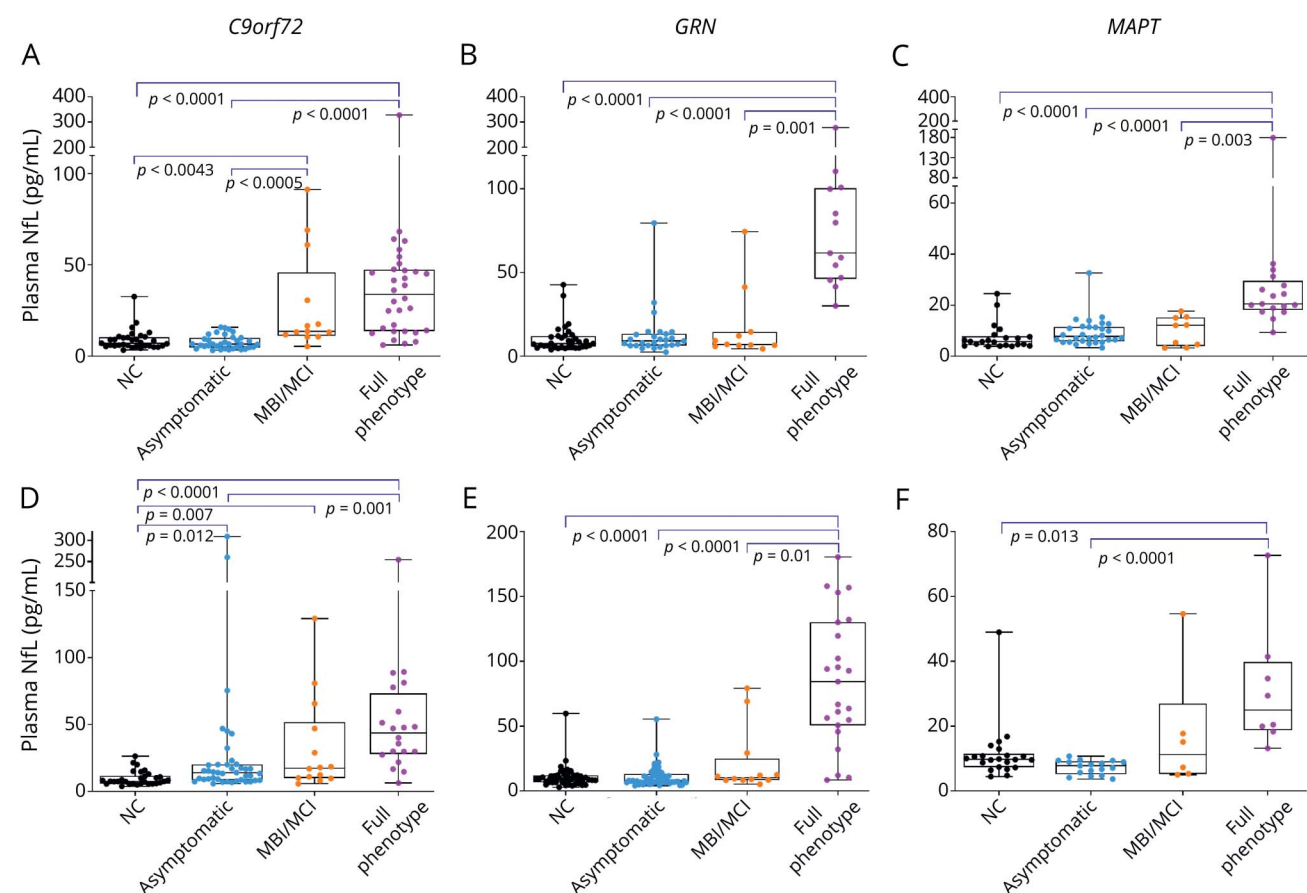 C9orf72 GRN MAPT
A B C
Plasma NfL (pg/mL)
400
300
200
100
50
0
p < 0.0001
p < 0.0001
p < 0.0043
p < 0.0005
NC Asymptomatic MBI/MCI Full phenotype
400
300
200
100
50
0
p < 0.0001
p < 0.0001
p = 0.001
NC Asymptomatic MBI/MCI Full phenotype
400
200
180
130
80
60
40
20
0
p < 0.0001
p < 0.0001
p = 0.003
NC Asymptomatic MBI/MCI Full phenotype
D E F
Plasma NfL (pg/mL)
300
250
150
100
50
0
p < 0.0001
p = 0.001
p = 0.007
p = 0.012
NC Asymptomatic MBI/MCI Full phenotype
200
150
100
50
0
p < 0.0001
p < 0.0001
p = 0.01
NC Asymptomatic MBI/MCI Full phenotype
80
60
40
20
0
p = 0.013
p < 0.0001
NC Asymptomatic MBI/MCI Full phenotype